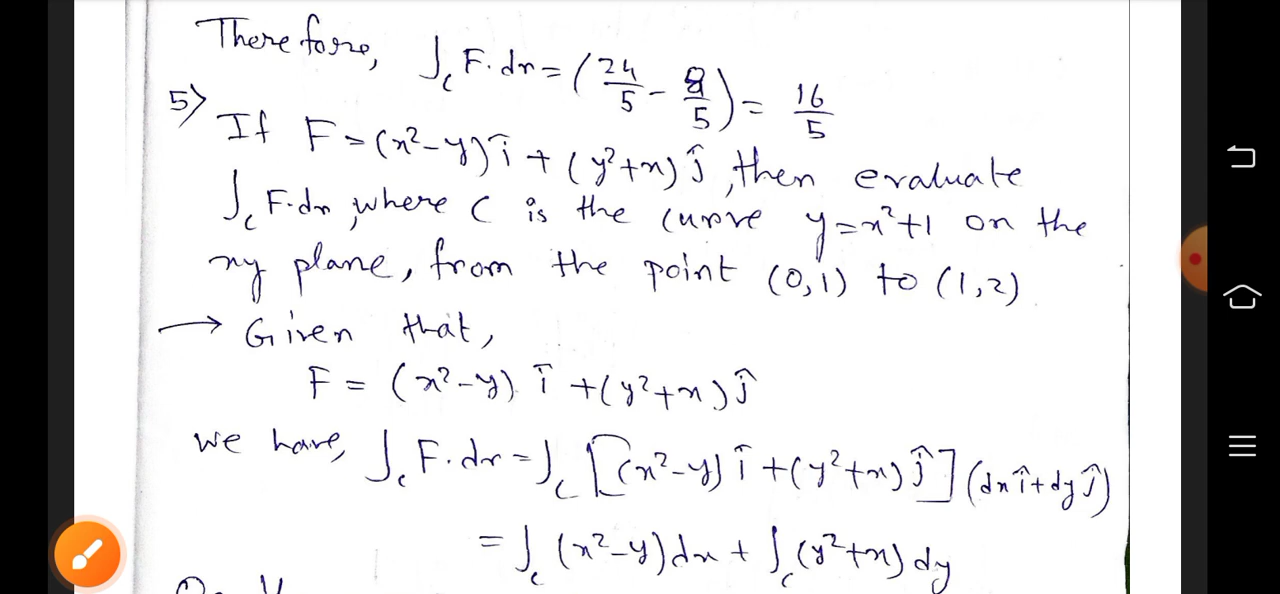 Therefore, ∫c F.dr = (24/5 - 8/5) = 16/5
5) If F = (x²-y) î + (y²+x) ĵ, then evaluate
∫c F.dr, where C is the curve y=x²+1 on the
xy plane, from the point (0,1) to (1,2)
→ Given that,
F = (x²-y) î + (y²+x) ĵ
we have, ∫c F.dr = ∫c [(x²-y) î + (y²+x) ĵ] (dx î + dy ĵ)
= ∫c (x²-y) dx + ∫c (y²+x) dy